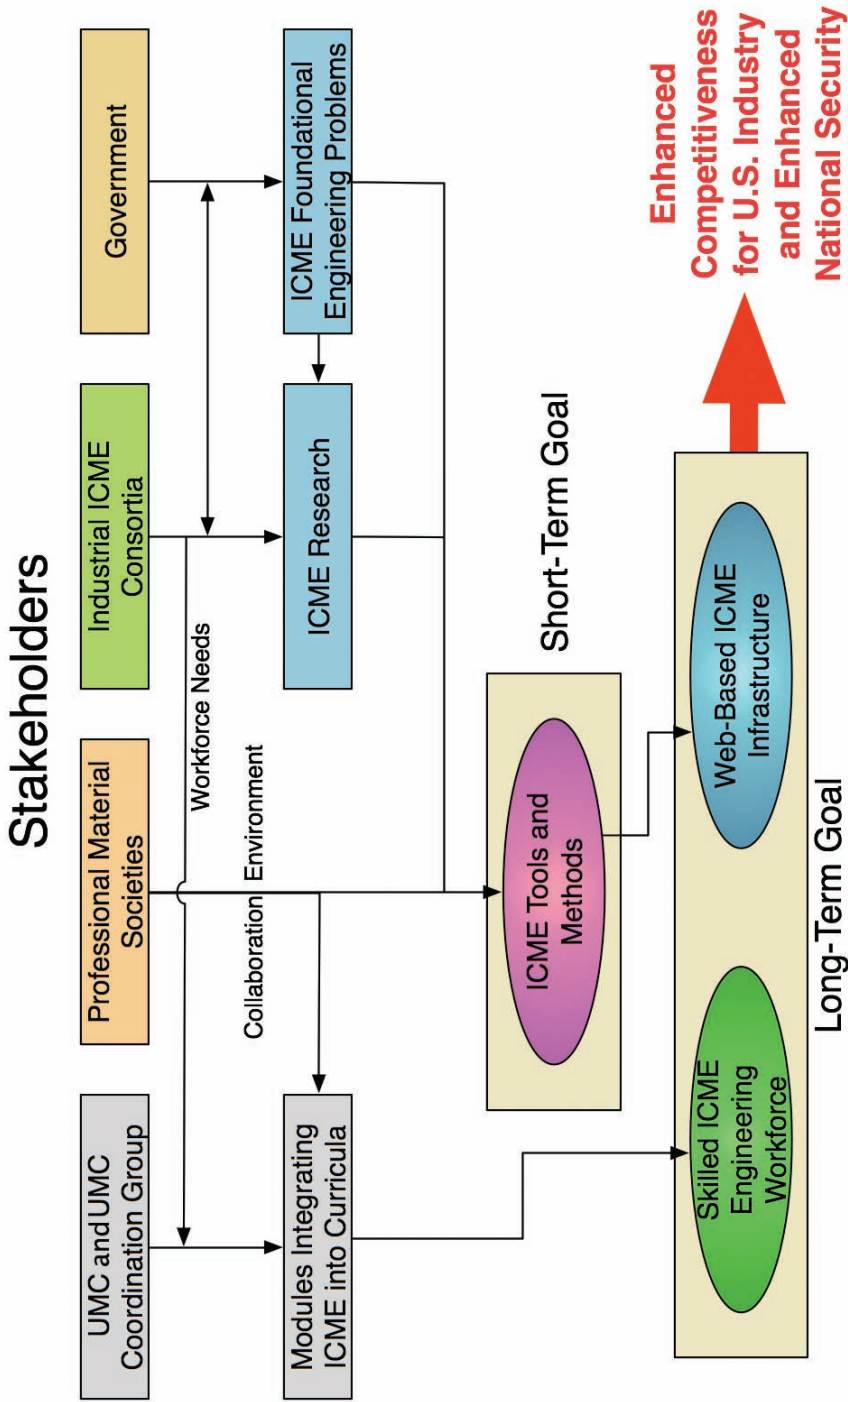 Stakeholders
UMC and UMC
Coordination Group
Professional Material
Societies
Industrial ICME
Consortia
Government
Workforce Needs
Collaboration Environment
Modules Integrating
ICME into Curricula
ICME Research
ICME Foundational
Engineering Problems
ICME Tools and
Methods
Short-Term Goal
Skilled ICME
Engineering
Workforce
Web-Based ICME
Infrastructure
Long-Term Goal
Enhanced
Competitiveness
for U.S. Industry
and Enhanced
National Security